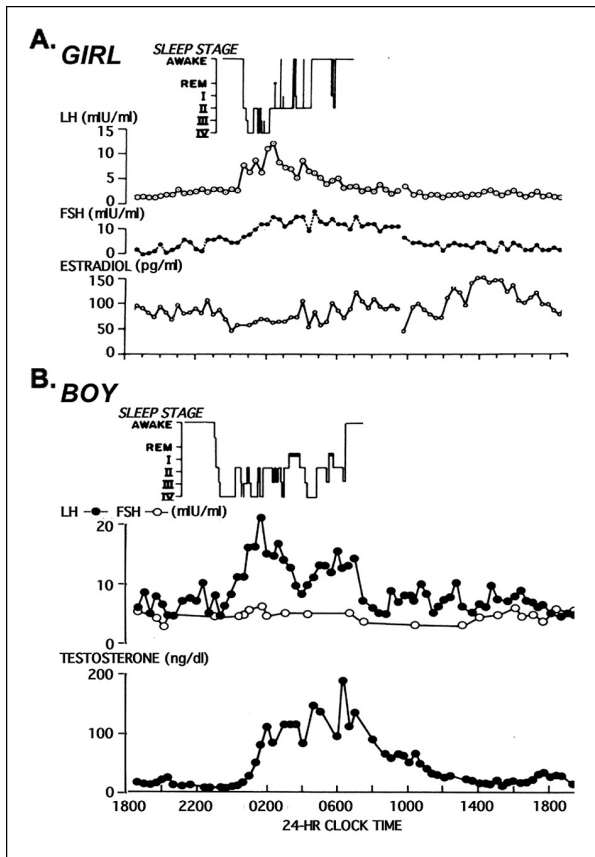 A. GIRL
SLEEP STAGE
AWAKE
REM
I
II
III
IV
LH (mIU/ml)
15
10
5
0
FSH (mIU/ml)
10
0
ESTRADIOL (pg/ml)
150
100
50
0
B. BOY
SLEEP STAGE
AWAKE
REM
I
II
III
IV
LH FSH (mIU/ml)
20
10
0
TESTOSTERONE (ng/dl)
200
100
0
1800 2200 0200 0600 1000 1400 1800
24-HR CLOCK TIME